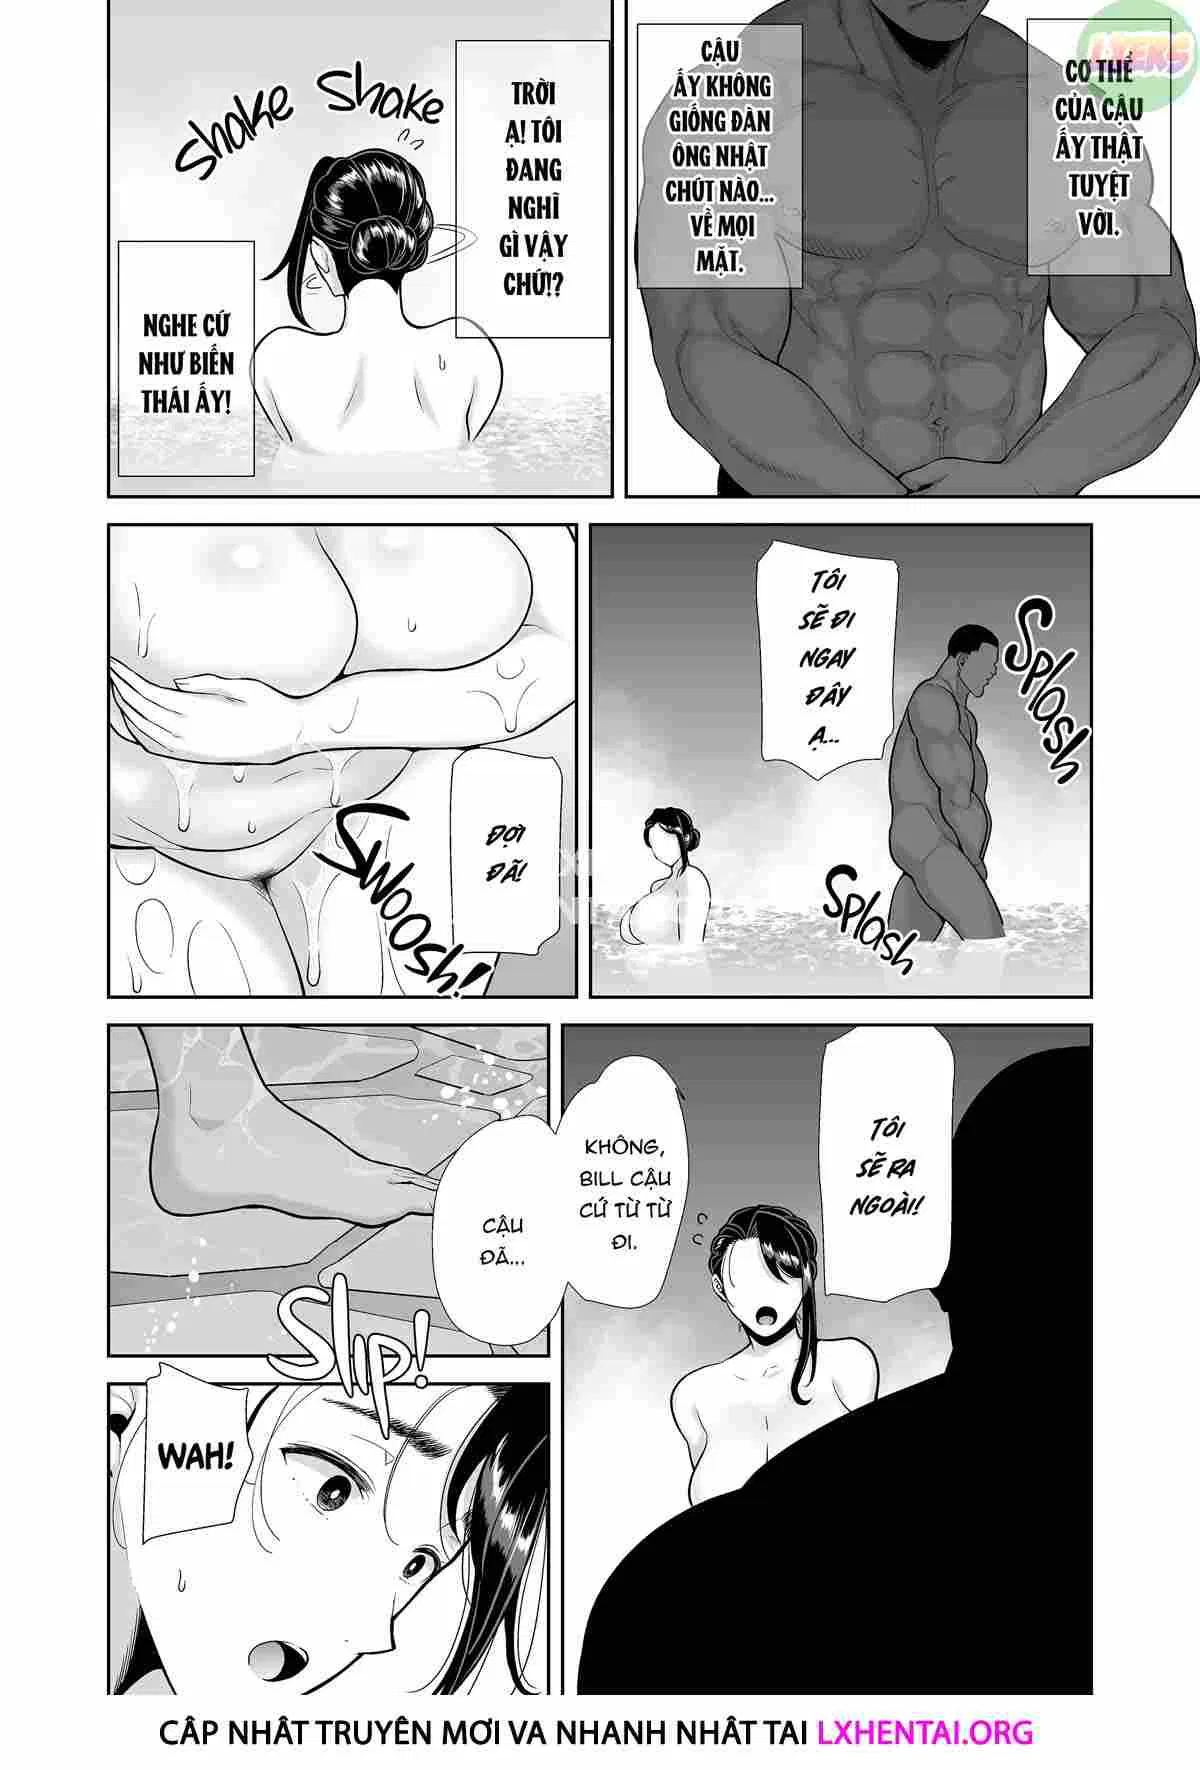 LXERS
CƠ THỂ
CỦA CẬU
ẤY THẬT
TUYỆT
VỜI.
CẬU
ẤY KHÔNG
GIỐNG ĐÀN
ÔNG NHẬT
CHÚT NÀO...
VỀ MỌI
MẶT.
TRỜI
Ạ! TÔI
ĐANG
NGHĨ
GÌ VẬY
CHỨ!?
Shake Shake
NGHE CỨ
NHƯ BIẾN
THÁI ẤY!
TÔI
SẼ ĐI
NGAY
ĐÂY
Ạ...
Splash
Splash
ĐỢI
ĐÃ!
SWOOSh!
TÔI
SẼ RA
NGOÀI!
KHÔNG,
BILL CẬU
CỨ TỪ TỪ
ĐI.
CẬU
ĐÃ...
SLIP!
WAH!
CẬP NHẬT TRUYỆN MỚI VÀ NHANH NHẤT TẠI LXHENTAI.ORG